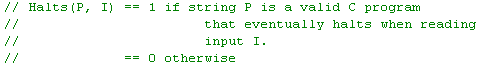 // Halts(P, I) == 1 if string P is a valid C program
// that eventually halts when reading
// input I.
// == 0 otherwise